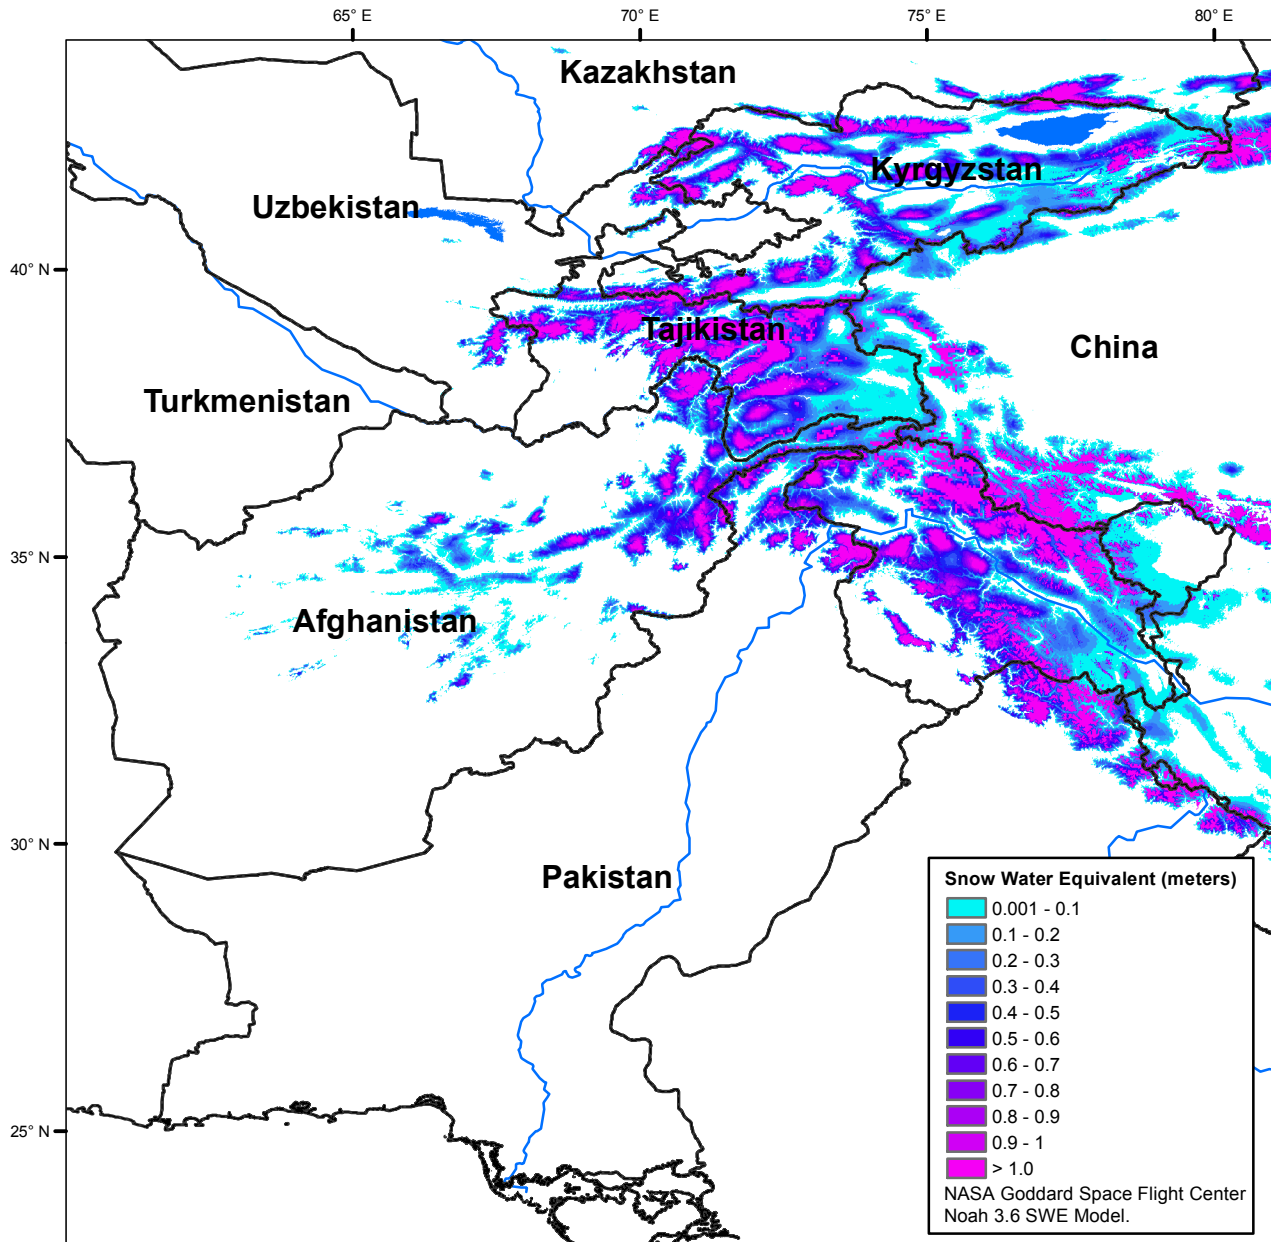 65° E
70° E
75° E
80° E
Kazakhstan
Kyrgyzstan
Uzbekistan
40° N
Tajikistan
China
Turkmenistan
35° N
Afghanistan
30° N
Pakistan
25° N
Snow Water Equivalent (meters)
0.001 - 0.1
0.1 - 0.2
0.2 - 0.3
0.3 - 0.4
0.4 - 0.5
0.5 - 0.6
0.6 - 0.7
0.7 - 0.8
0.8 - 0.9
0.9 - 1
> 1.0
NASA Goddard Space Flight Center
Noah 3.6 SWE Model.